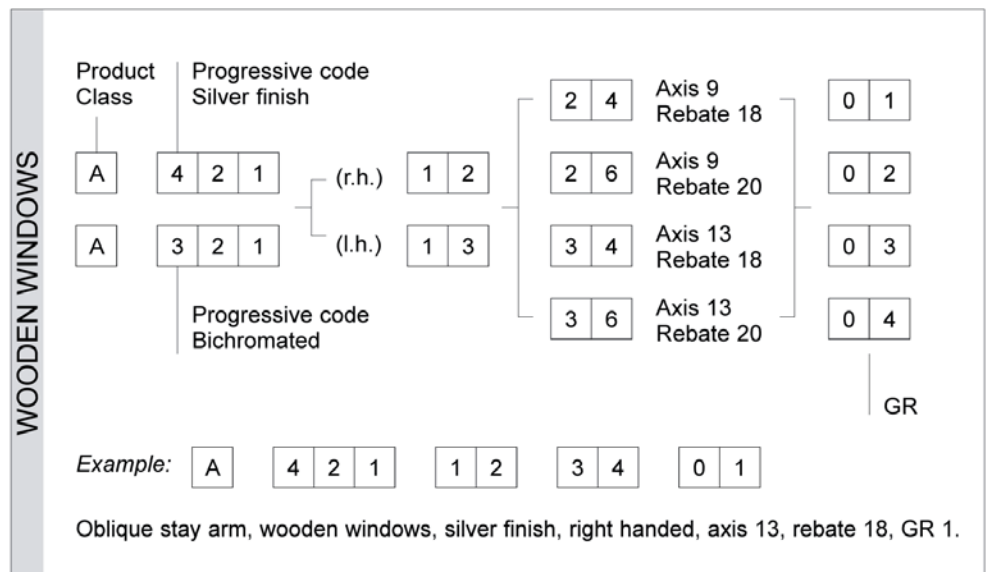 WOODEN WINDOWS
Product Class
Progressive code
Silver finish
A 4 2 1
A 3 2 1
Progressive code
Bichromated
(r.h.) 1 2
(l.h.) 1 3
2 4 Axis 9
Rebate 18
2 6 Axis 9
Rebate 20
3 4 Axis 13
Rebate 18
3 6 Axis 13
Rebate 20
0 1
0 2
0 3
0 4
GR
Example: A 4 2 1 1 2 3 4 0 1
Oblique stay arm, wooden windows, silver finish, right handed, axis 13, rebate 18, GR 1.